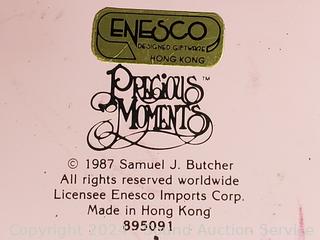 ENESCO
DESIGNED GIFTWARE
HONG KONG
PRECIOUS
MOMENTS™
© 1987 Samuel J. Butcher
All rights reserved worldwide
Licensee Enesco Imports Corp.
Made in Hong Kong
895091